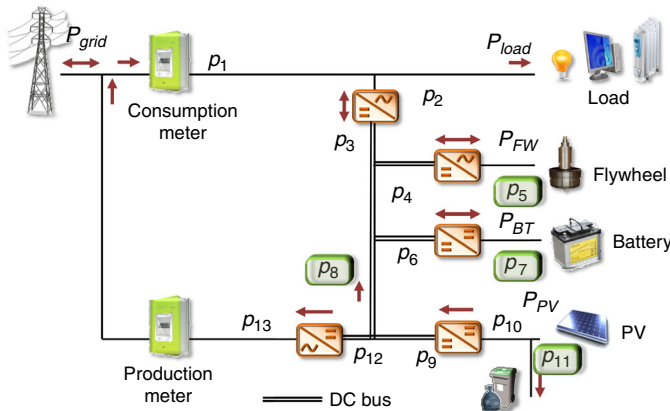 P_grid
p_1
P_load
Consumption
meter
p_2
Load
p_3
P_FW
Flywheel
p_4
p_5
P_BT
Battery
p_6
p_7
p_8
P_PV
PV
p_13
p_12
p_9
p_10
p_11
Production
meter
DC bus